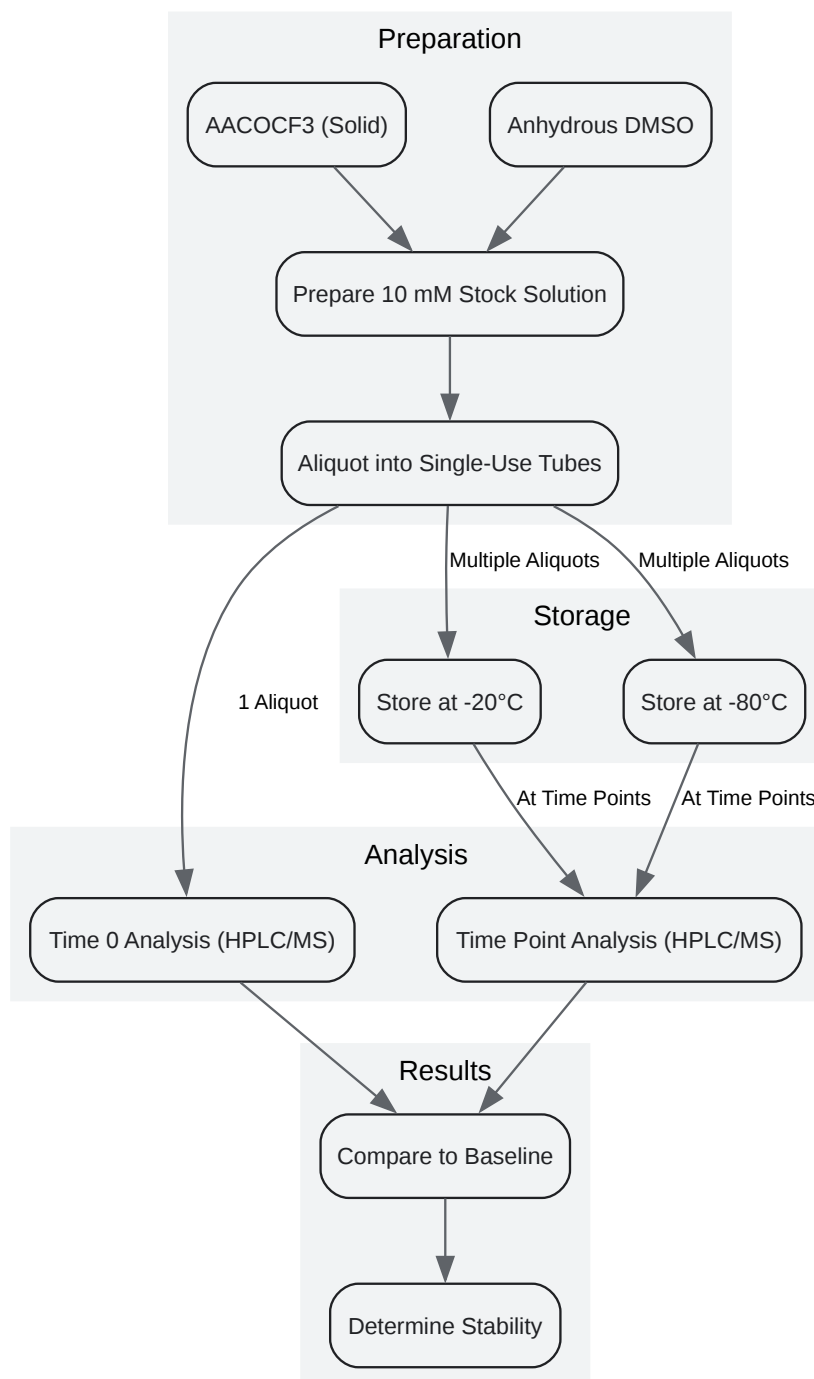 Preparation
AACOCF3 (Solid)
Anhydrous DMSO
Prepare 10 mM Stock Solution
Aliquot into Single-Use Tubes
Multiple Aliquots
Multiple Aliquots
Storage
1 Aliquot
Store at -20°C
Store at -80°C
At Time Points
At Time Points
Analysis
Time 0 Analysis (HPLC/MS)
Time Point Analysis (HPLC/MS)
Results
Compare to Baseline
Determine Stability